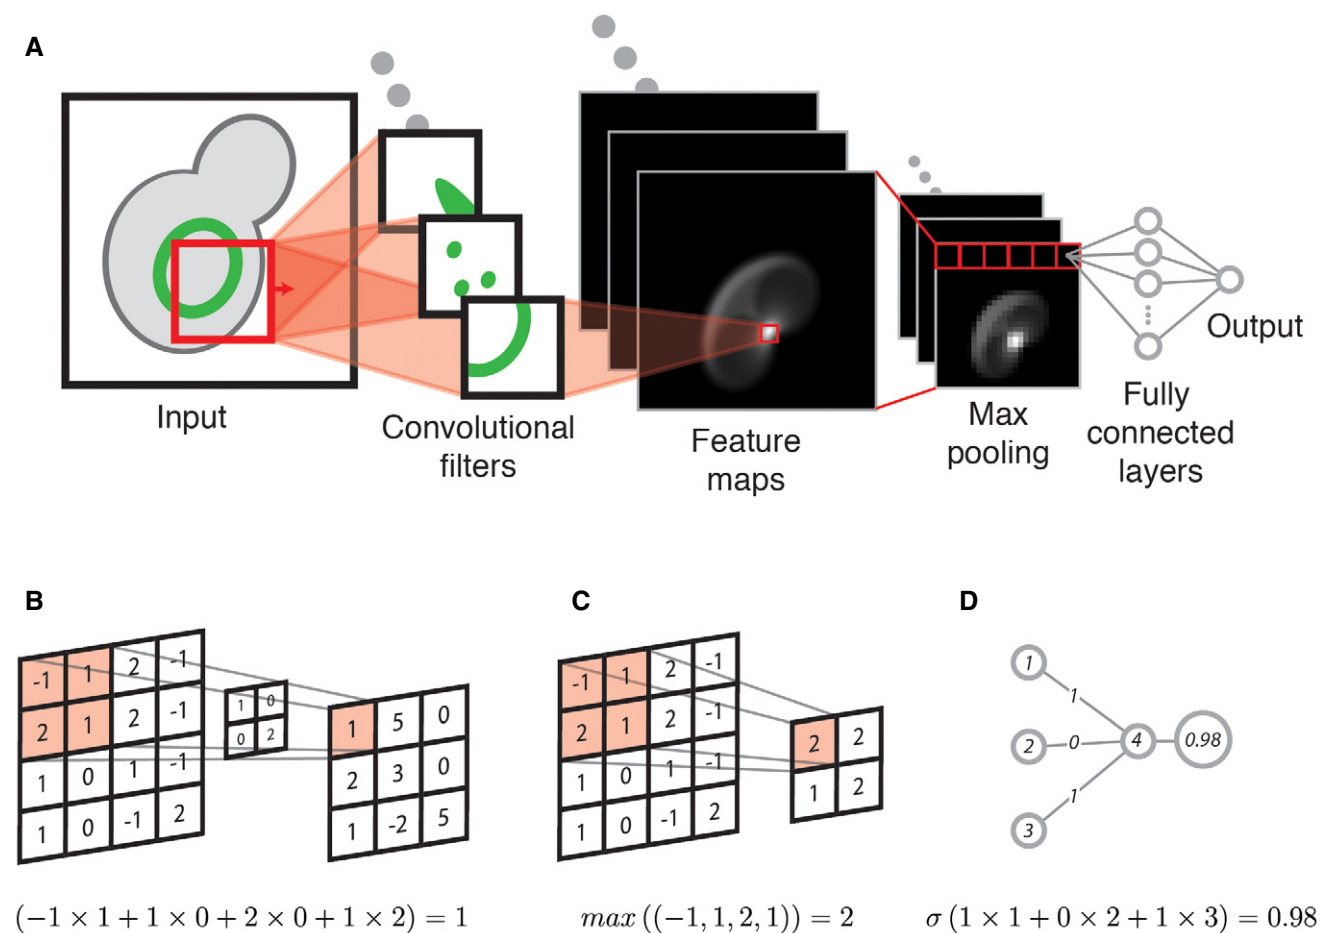 A
Input
Convolutional
filters
Feature
maps
Max
pooling
Fully
connected
layers
Output
B
-1 1 2 -1
2 1 2 -1
1 0 1 -1
1 0 -1 2
1 0
0 2
1 5 0
2 3 0
1 -2 5
(−1 × 1 + 1 × 0 + 2 × 0 + 1 × 2) = 1
C
-1 1 2 -1
2 1 2 -1
1 0 1 -1
1 0 -1 2
2 2
1 2
max ((−1, 1, 2, 1)) = 2
D
1
1
2 0 4 0.98
1
3
σ (1 × 1 + 0 × 2 + 1 × 3) = 0.98